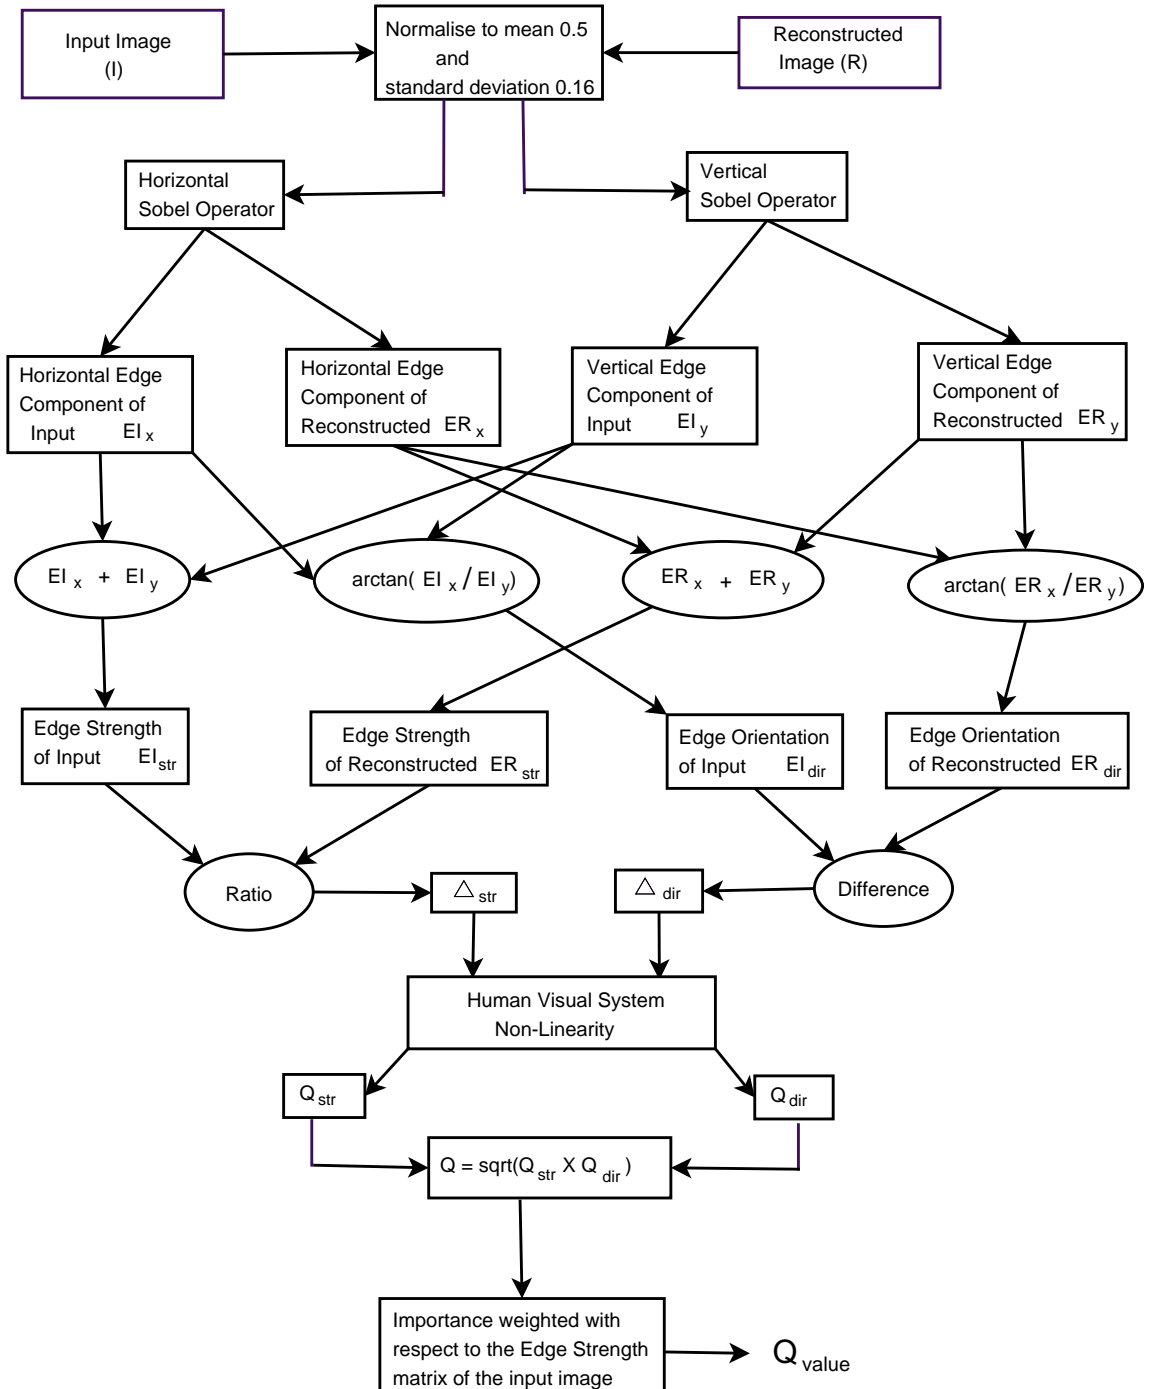 Input Image
(I)
Normalise to mean 0.5
and
standard deviation 0.16
Reconstructed
Image (R)
Horizontal
Sobel Operator
Vertical
Sobel Operator
Horizontal Edge
Component of
Input EI x
Horizontal Edge
Component of
Reconstructed ER x
Vertical Edge
Component of
Input EI y
Vertical Edge
Component of
Reconstructed ER y
EI x + EI y
arctan( EI x / EI y )
ER x + ER y
arctan( ER x / ER y )
Edge Strength
of Input EI str
Edge Strength
of Reconstructed ER str
Edge Orientation
of Input EI dir
Edge Orientation
of Reconstructed ER dir
Ratio
△ str
△ dir
Difference
Human Visual System
Non-Linearity
Q str
Q dir
Q = sqrt(Q str X Q dir )
Importance weighted with
respect to the Edge Strength
matrix of the input image
Q value